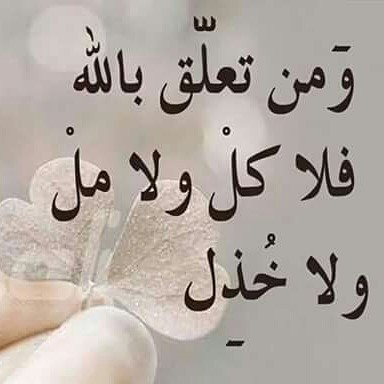 وَمن تعلّق بالله
فلا كلْ ولا ملْ
ولا خُذِل